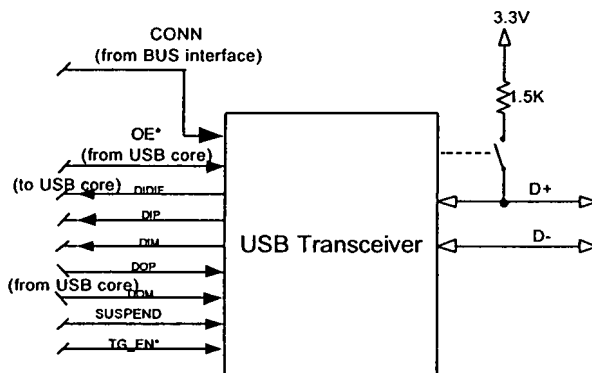 CONN
(from BUS interface)
3.3V
1.5K
OE*
(from USB core)
(to USB core)
DIDIF
D+
DIP
DIM
USB Transceiver
D-
DOP
(from USB core)
DOM
SUSPEND
TG_EN*